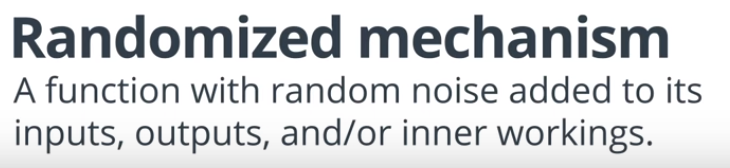 Randomized mechanism
A function with random noise added to its
inputs, outputs, and/or inner workings.